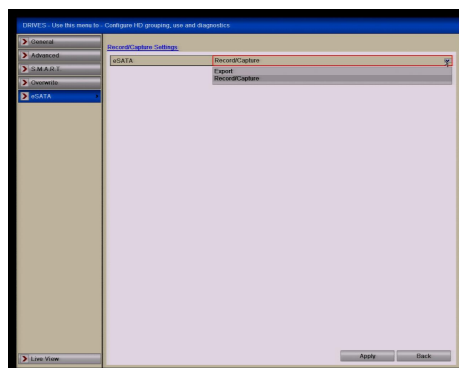 DRIVES - Use this menu to - Configure HD grouping, use and diagnostics
General
Advanced
S.M.A.R.T.
Overwrite
eSATA
Live View
Record/Capture Settings
eSATA Record/Capture
Export
Record/Capture
Apply Back